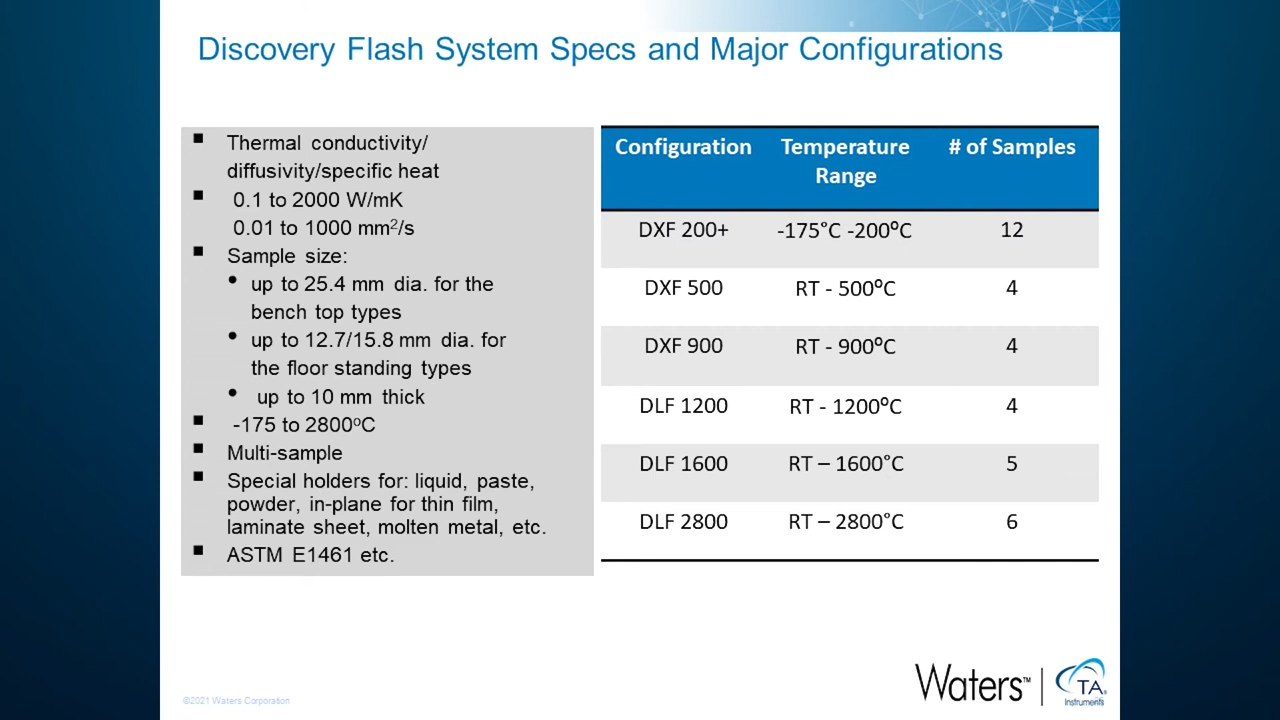 Discovery Flash System Specs and Major Configurations
▪ Thermal conductivity/
diffusivity/specific heat
▪ 0.1 to 2000 W/mK
0.01 to 1000 mm²/s
▪ Sample size:
• up to 25.4 mm dia. for the
bench top types
• up to 12.7/15.8 mm dia. for
the floor standing types
• up to 10 mm thick
▪ -175 to 2800ºC
▪ Multi-sample
▪ Special holders for: liquid, paste,
powder, in-plane for thin film,
laminate sheet, molten metal, etc.
▪ ASTM E1461 etc.
Configuration Temperature Range # of Samples
DXF 200+ -175°C -200ºC 12
DXF 500 RT - 500ºC 4
DXF 900 RT - 900ºC 4
DLF 1200 RT - 1200ºC 4
DLF 1600 RT – 1600°C 5
DLF 2800 RT – 2800°C 6
©2021 Waters Corporation
Waters™ | TA
Instruments